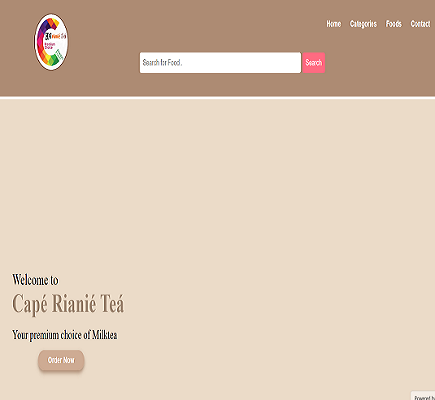 Home Categories Foods Contact
Search for Food.. Search
Welcome to
Capé Rianié Teá
Your premium choice of Milktea
Order Now
Powered b